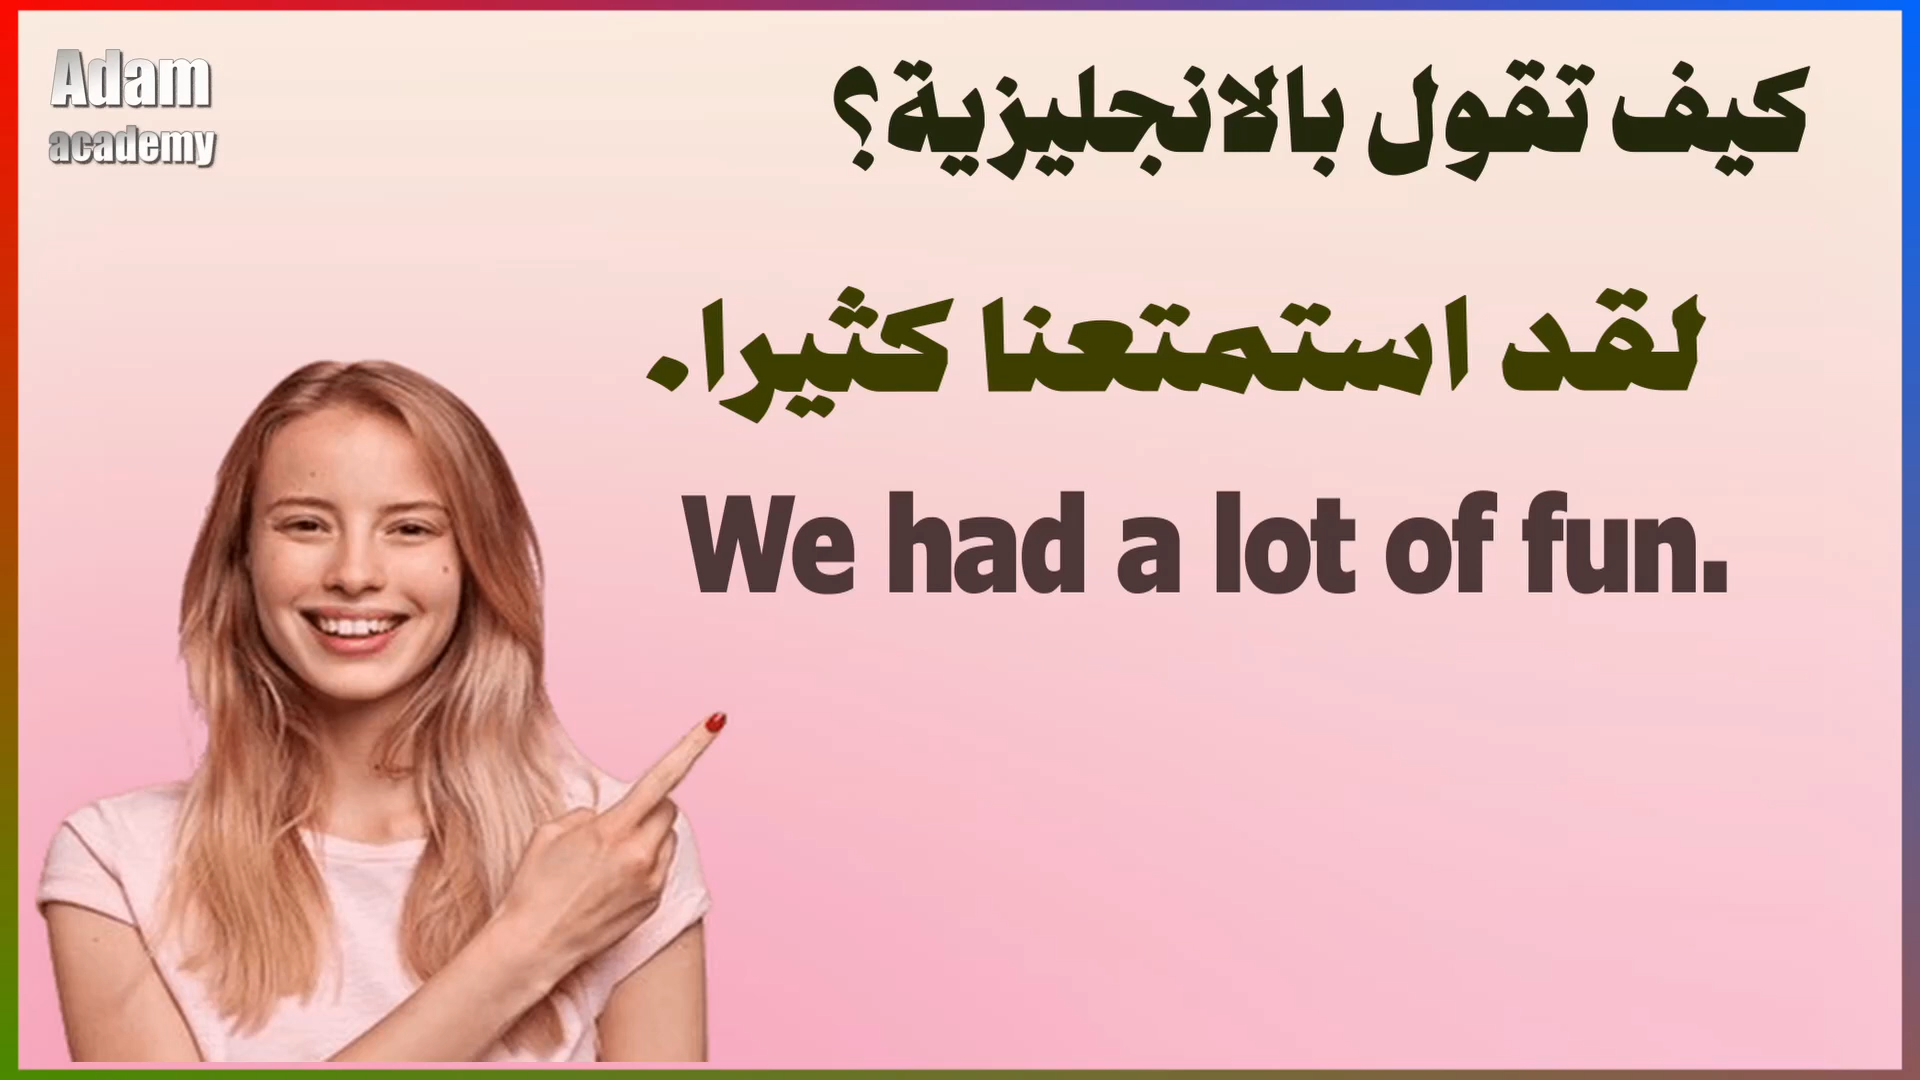 Adam
academy
كيف تقول بالانجليزية؟
لقد استمتعنا كثيرا.
We had a lot of fun.